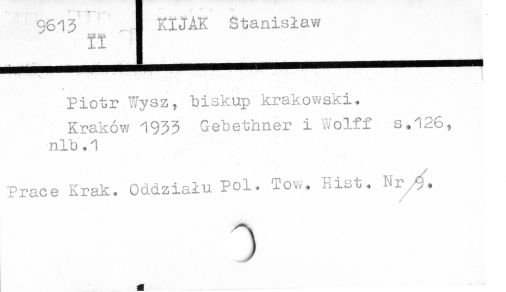 9613
II
KIJAK Stanisław
Piotr Wysz, biskup krakowski.
Kraków 1933 Gebethner i Wolff s.126,
nlb.1
Prace Krak. Oddziału Pol. Tow. Hist. Nr 9.